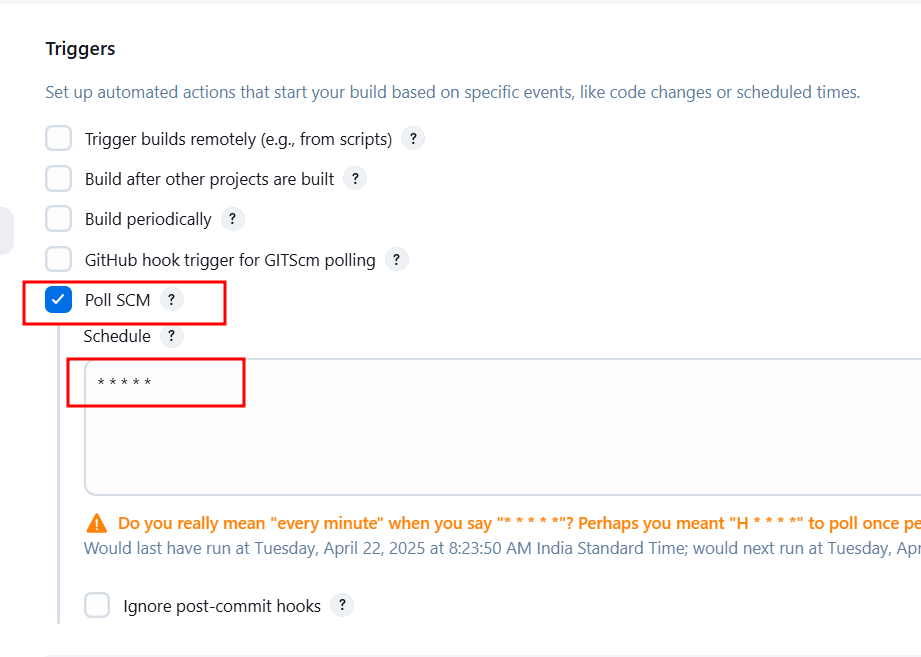 Triggers
Set up automated actions that start your build based on specific events, like code changes or scheduled times.
Trigger builds remotely (e.g., from scripts) ?
Build after other projects are built ?
Build periodically ?
GitHub hook trigger for GITScm polling ?
Poll SCM ?
Schedule ?
* * * * *
Do you really mean "every minute" when you say "* * * * *"? Perhaps you meant "H * * * *" to poll once
Would last have run at Tuesday, April 22, 2025 at 8:23:50 AM India Standard Time; would next run at Tuesday,
Ignore post-commit hooks ?